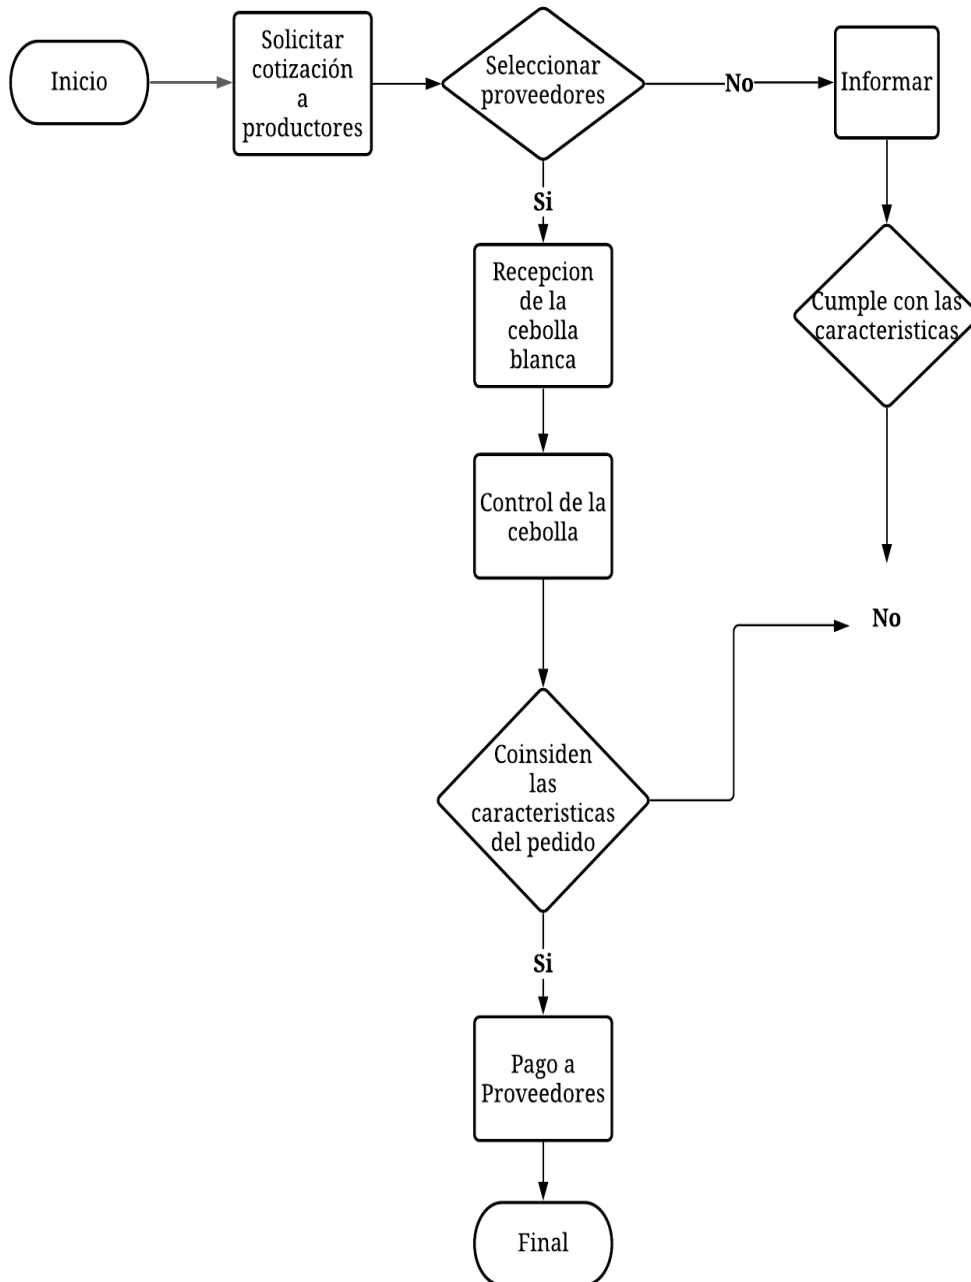 Inicio
Solicitar
cotización
a
productores
Seleccionar
proveedores
No
Informar
Si
Recepcion
de la
cebolla
blanca
Cumple con las
caracteristicas
Control de la
cebolla
No
Coinsiden
las
caracteristicas
del pedido
Si
Pago a
Proveedores
Final